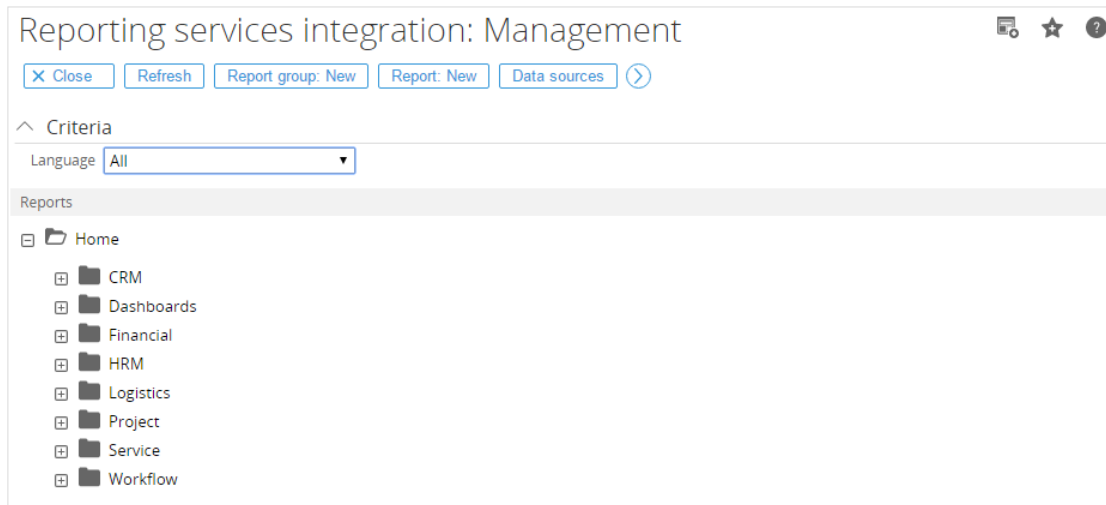 Reporting services integration: Management
?
X Close Refresh Report group: New Report: New Data sources
Criteria
Language All
Reports
Home
CRM
Dashboards
Financial
HRM
Logistics
Project
Service
Workflow